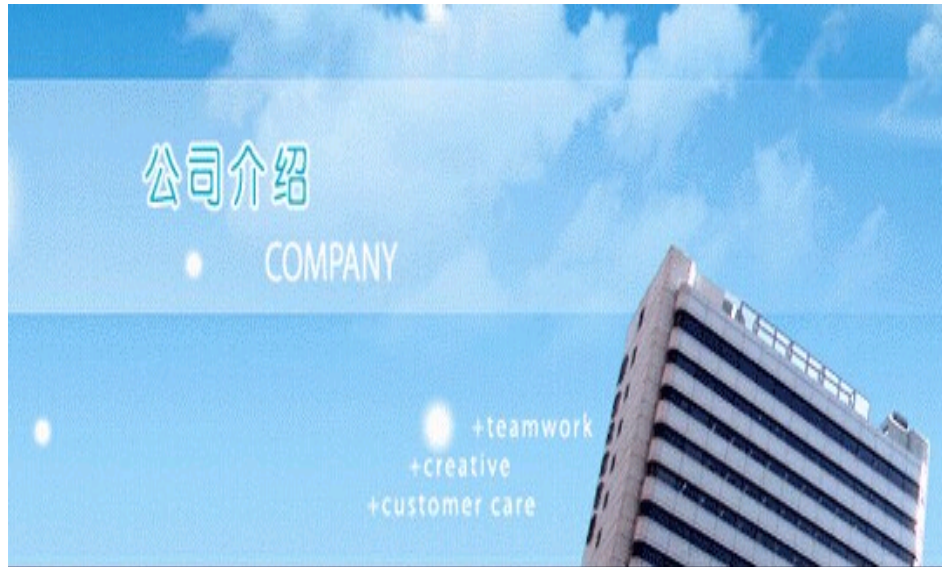 公司介绍
COMPANY
+teamwork
+creative
+customer care